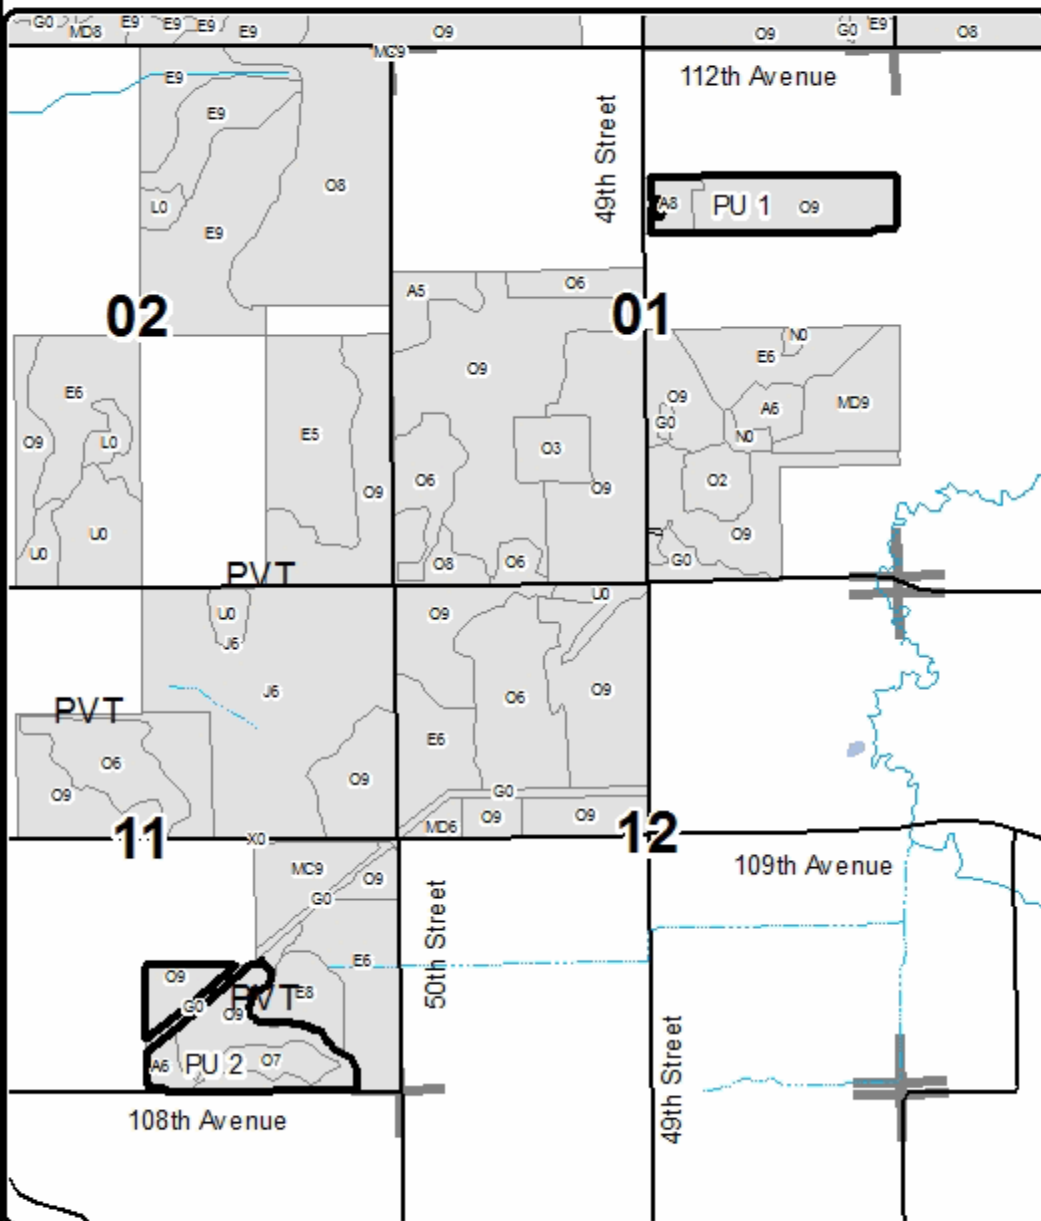 G0
MD8
E9
E9
E9
E9
O9
O9
G0
E9
O8
MC9
112th Avenue
E9
E9
O8
L0
E9
49th Street
A8
PU 1
O9
02
A5
O6
01
N0
E6
O9
E6
O9
A6
MD9
G0
O9
L0
E5
N0
O3
O6
O2
O9
O9
U0
U0
O9
G0
O8
O6
PVT
U0
O9
U0
J6
J6
O6
O9
PVT
E6
O6
O9
O9
G0
MD6
O9
O9
11
X0
12
109th Avenue
MC9
O9
G0
50th Street
E6
O9
PVT
E8
G0
O9
A6
PU 2
O7
49th Street
108th Avenue